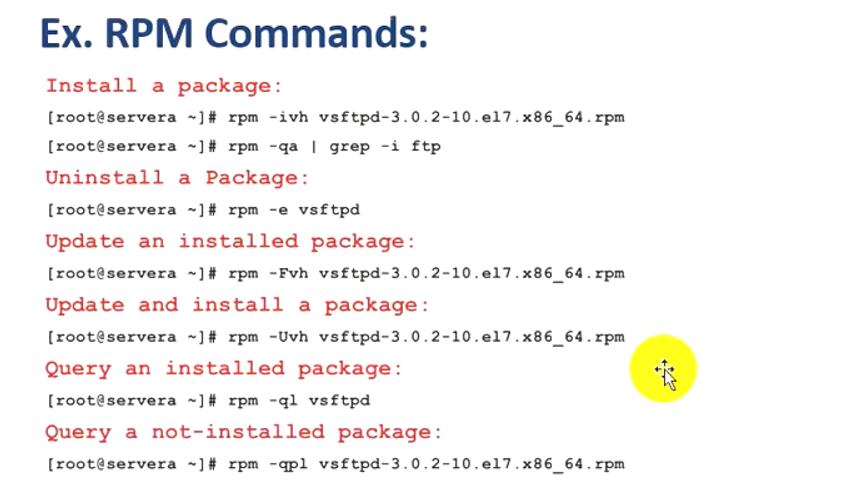 Ex. RPM Commands:
Install a package:
[root@servera ~]# rpm -ivh vsftpd-3.0.2-10.el7.x86_64.rpm
[root@servera ~]# rpm -qa | grep -i ftp
Uninstall a Package:
[root@servera ~]# rpm -e vsftpd
Update an installed package:
[root@servera ~]# rpm -Fvh vsftpd-3.0.2-10.el7.x86_64.rpm
Update and install a package:
[root@servera ~]# rpm -Uvh vsftpd-3.0.2-10.el7.x86_64.rpm
Query an installed package:
[root@servera ~]# rpm -ql vsftpd
Query a not-installed package:
[root@servera ~]# rpm -qpl vsftpd-3.0.2-10.el7.x86_64.rpm